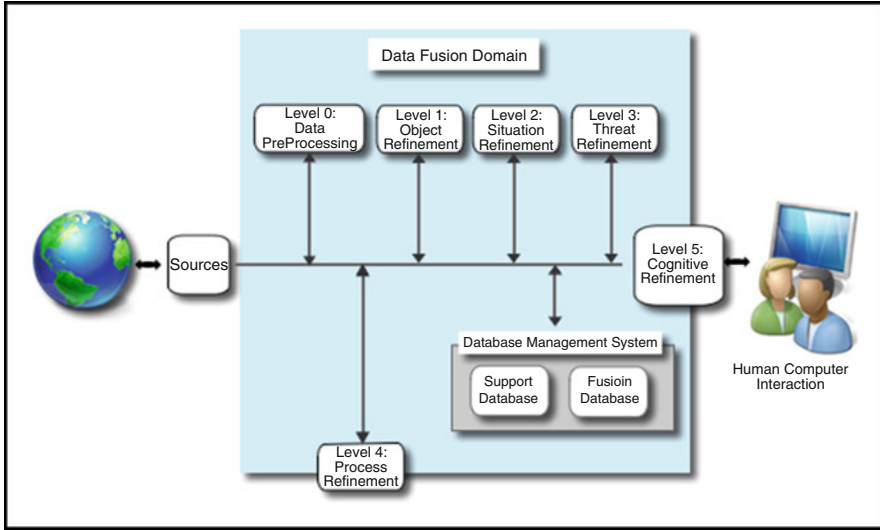 Data Fusion Domain
Level 0:
Data
PreProcessing
Level 1:
Object
Refinement
Level 2:
Situation
Refinement
Level 3:
Threat
Refinement
Sources
Level 5:
Cognitive
Refinement
Database Management System
Support
Database
Fusioin
Database
Human Computer
Interaction
Level 4:
Process
Refinement